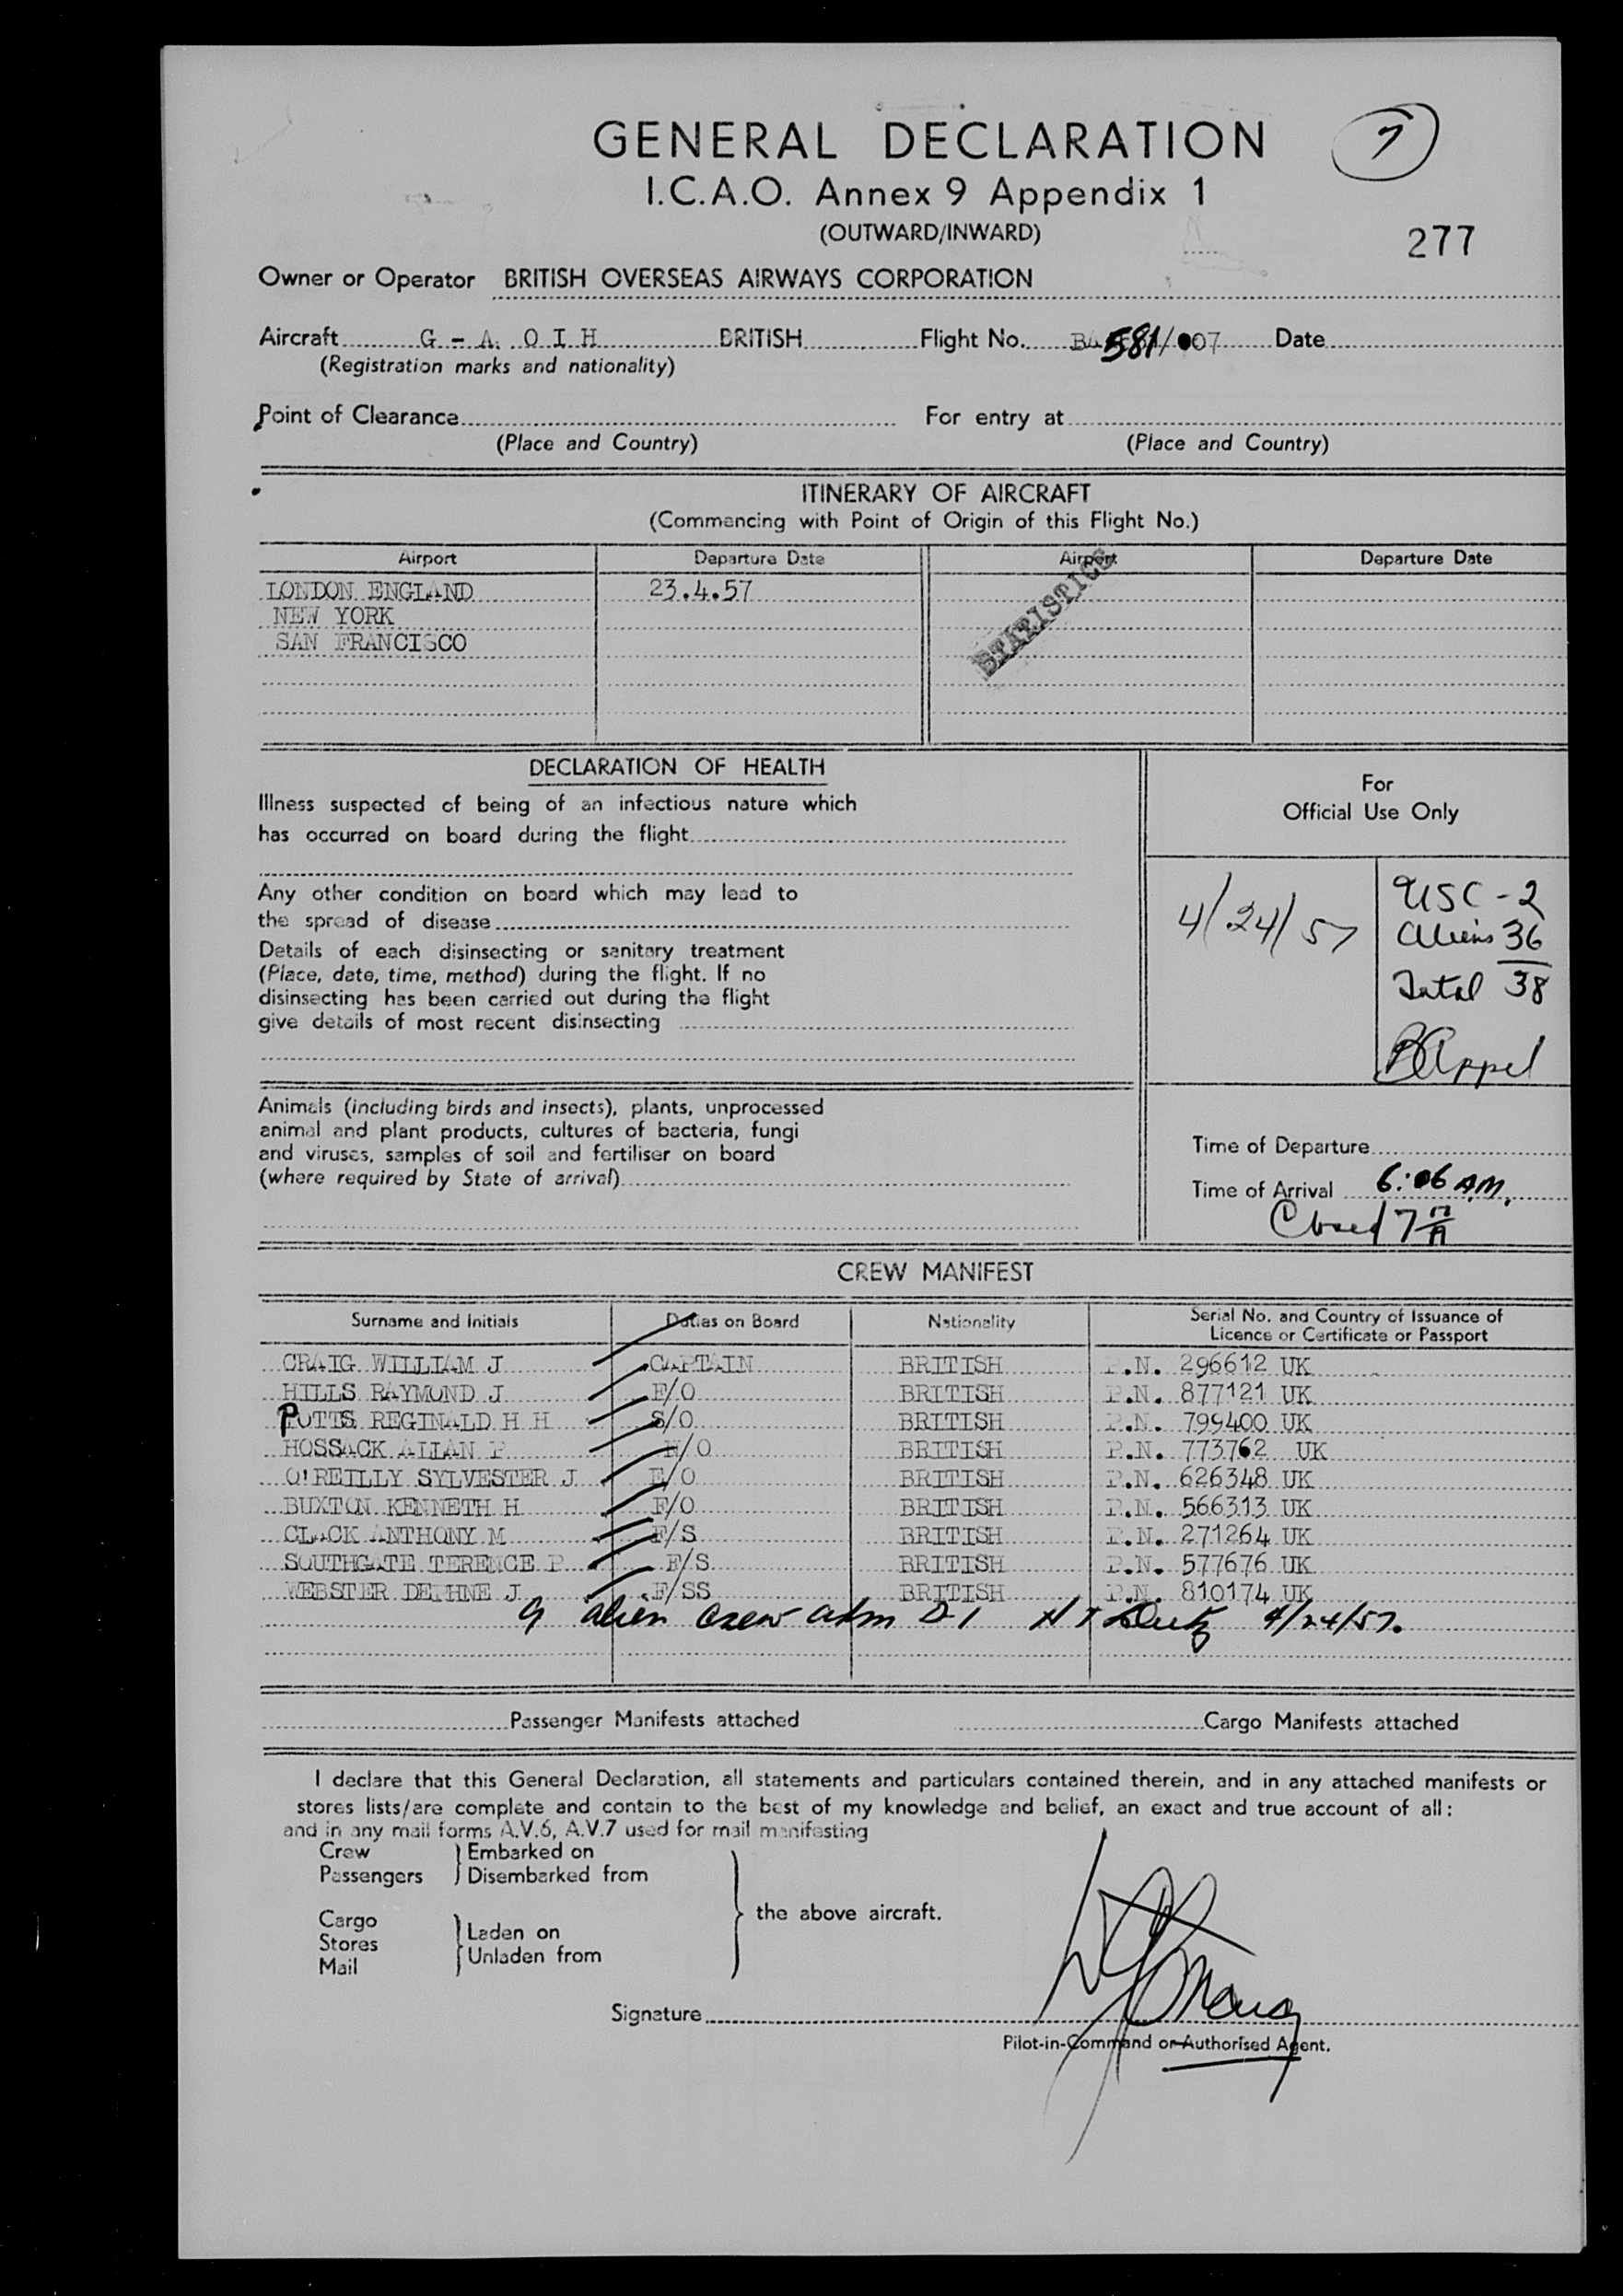 GENERAL DECLARATION
7
I.C.A.O. Annex 9 Appendix 1
(OUTWARD/INWARD)
277
Owner or Operator BRITISH OVERSEAS AIRWAYS CORPORATION
Aircraft G - A O I H BRITISH Flight No. BA 581/007 Date
(Registration marks and nationality)
Point of Clearance For entry at
(Place and Country) (Place and Country)
ITINERARY OF AIRCRAFT
(Commencing with Point of Origin of this Flight No.)
Airport Departure Date Airport Departure Date
LONDON ENGLAND 23.4.57
NEW YORK
SAN FRANCISCO
STATISTICS
DECLARATION OF HEALTH
Illness suspected of being of an infectious nature which
has occurred on board during the flight
Any other condition on board which may lead to
the spread of disease
Details of each disinsecting or sanitary treatment
(Place, date, time, method) during the flight. If no
disinsecting has been carried out during the flight
give details of most recent disinsecting
For
Official Use Only
4/24/57
USC - 2
Aliens 36
Total 38
B Appel
Animals (including birds and insects), plants, unprocessed
animal and plant products, cultures of bacteria, fungi
and viruses, samples of soil and fertiliser on board
(where required by State of arrival)
Time of Departure
Time of Arrival 6:06 A.M.
Closed 7
CREW MANIFEST
Surname and Initials Duties on Board Nationality Serial No. and Country of Issuance of
Licence or Certificate or Passport
CRAIG WILLIAM J CAPTAIN BRITISH P.N. 296612 UK
HILLS RAYMOND J F/O BRITISH P.N. 877121 UK
POTTS REGINALD H H S/O BRITISH P.N. 799400 UK
HOSSACK ALLAN P N/O BRITISH P.N. 773762 UK
O'REILLY SYLVESTER J E/O BRITISH P.N. 626348 UK
BUXTON KENNETH H E/O BRITISH P.N. 566313 UK
CLACK ANTHONY M F/S BRITISH P.N. 271264 UK
SOUTHGATE TERENCE P F/S BRITISH P.N. 577676 UK
WEBSTER DEPHNE J F/SS BRITISH P.N. 810174 UK
9 alien crew adm D-1 4/24/57.
Passenger Manifests attached Cargo Manifests attached
I declare that this General Declaration, all statements and particulars contained therein, and in any attached manifests or
stores lists/are complete and contain to the best of my knowledge and belief, an exact and true account of all:
and in any mail forms A.V.6, A.V.7 used for mail manifesting
Crew Embarked on
Passengers Disembarked from
the above aircraft.
Cargo
Stores Laden on
Mail Unladen from
Signature
Pilot-in-Command or Authorised Agent.